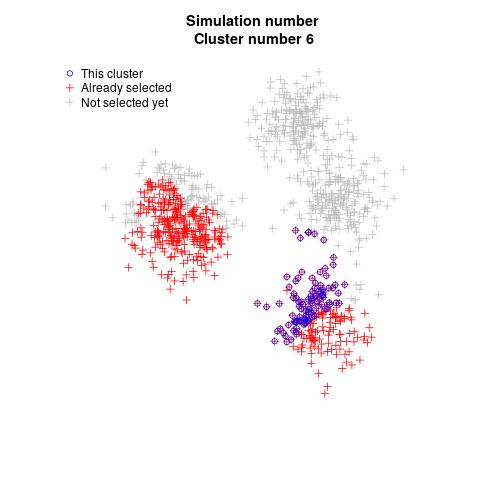 Simulation number
Cluster number 6
This cluster
Already selected
Not selected yet